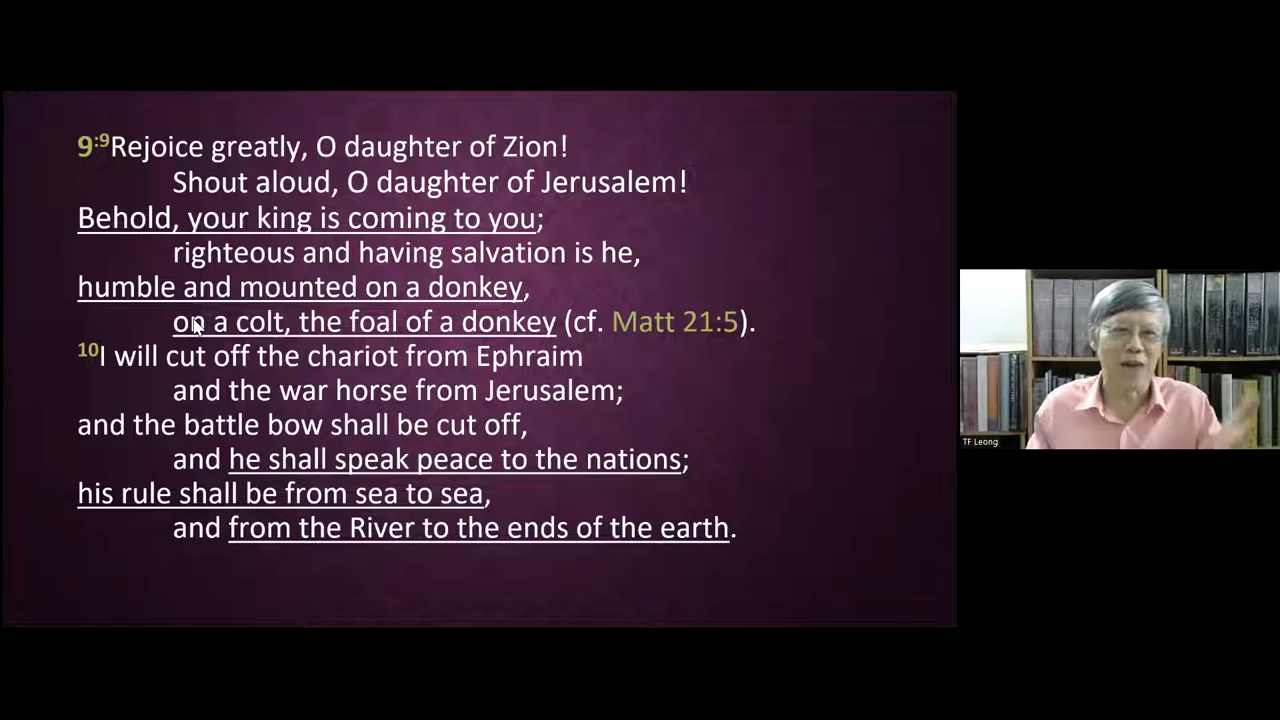 9:9Rejoice greatly, O daughter of Zion!
Shout aloud, O daughter of Jerusalem!
Behold, your king is coming to you;
righteous and having salvation is he,
humble and mounted on a donkey,
on a colt, the foal of a donkey (cf. Matt 21:5).
10I will cut off the chariot from Ephraim
and the war horse from Jerusalem;
and the battle bow shall be cut off,
and he shall speak peace to the nations;
his rule shall be from sea to sea,
and from the River to the ends of the earth.
TF Leong